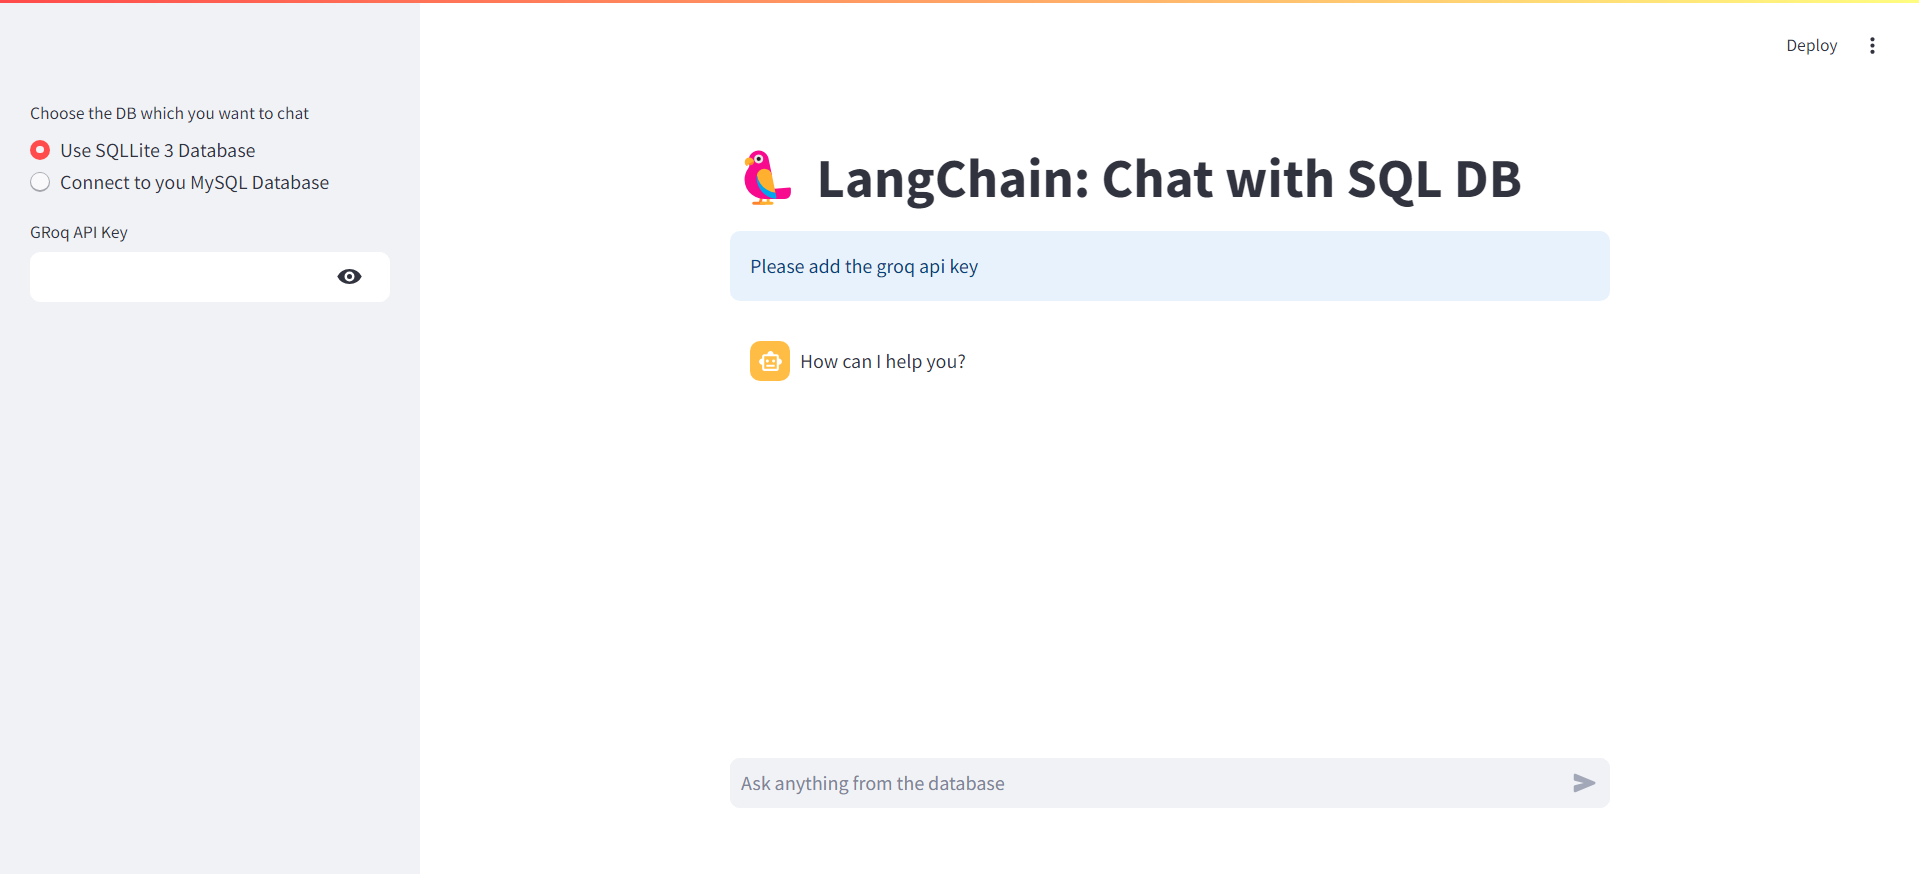 Deploy
Choose the DB which you want to chat
Use SQLLite 3 Database
Connect to you MySQL Database
GRoq API Key
LangChain: Chat with SQL DB
Please add the groq api key
How can I help you?
Ask anything from the database